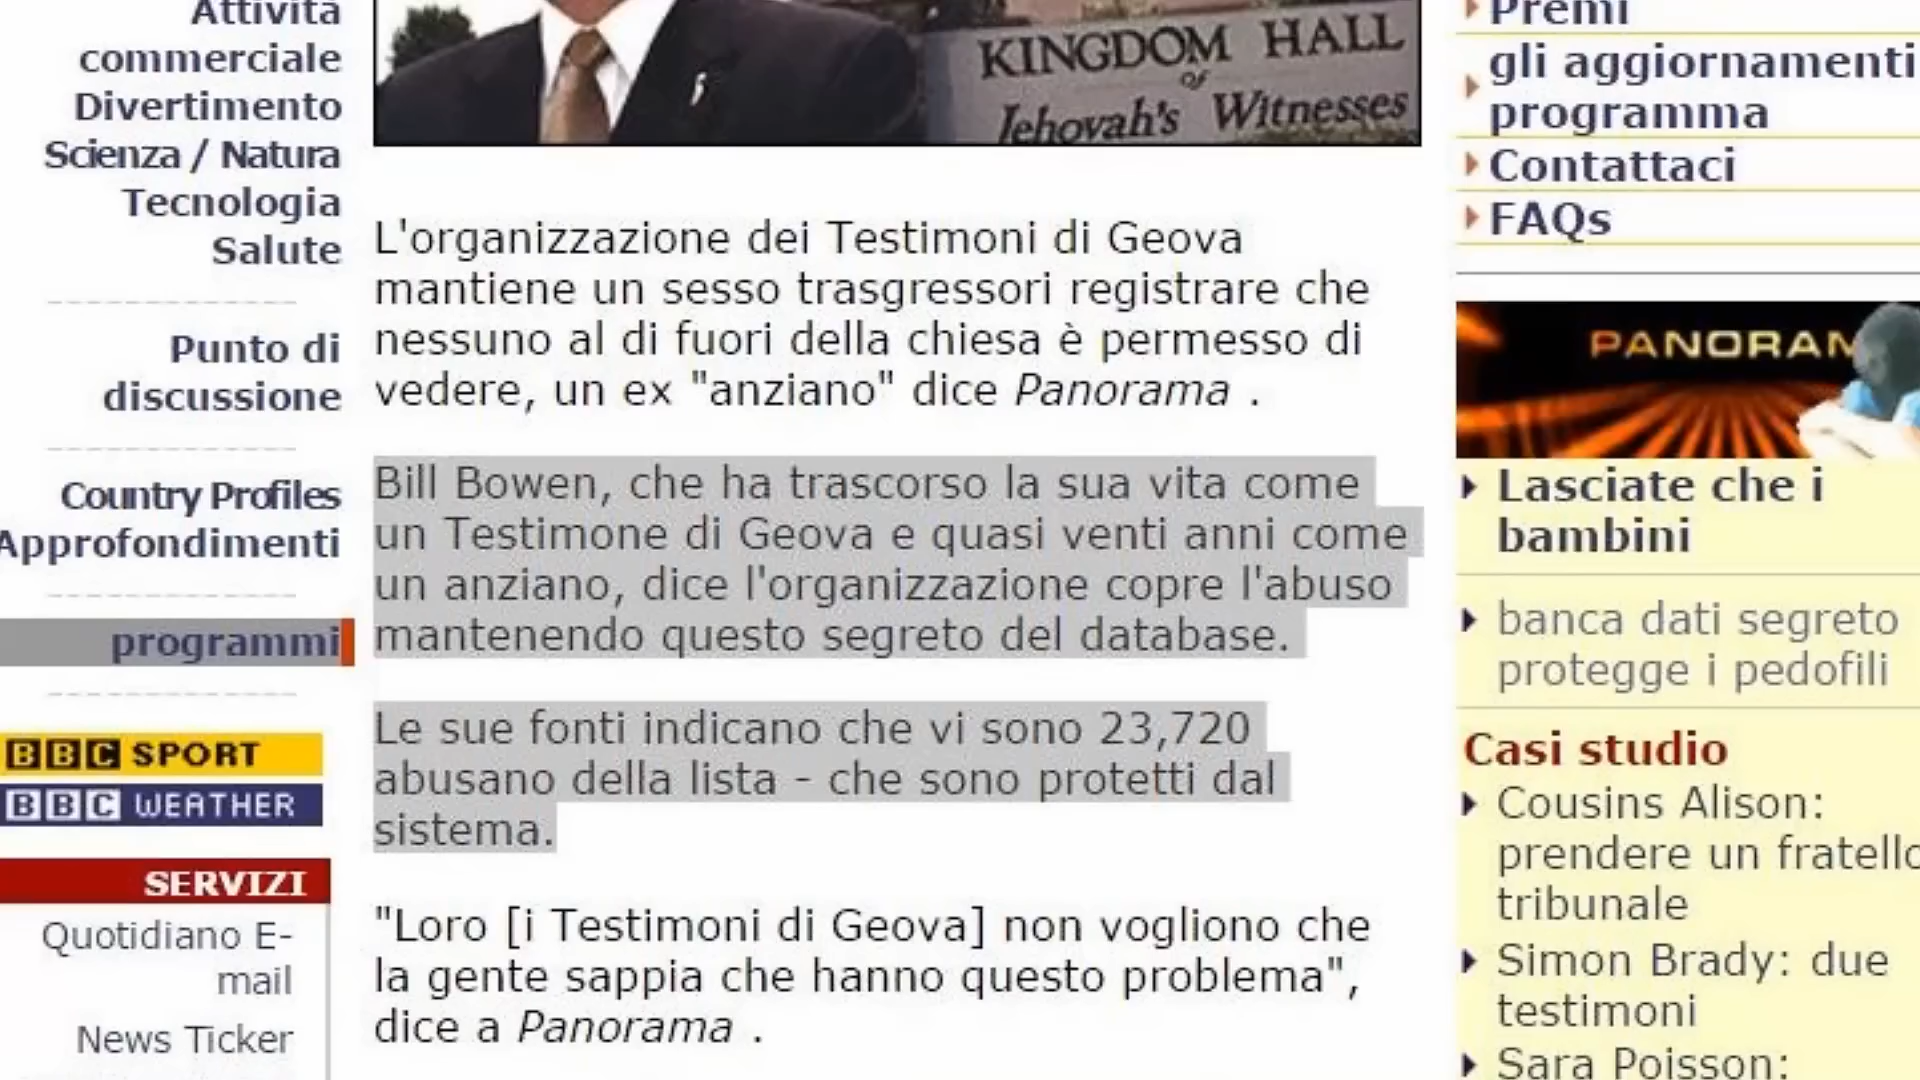 Attività
commerciale
Divertimento
Scienza / Natura
Tecnologia
Salute
Punto di
discussione
Country Profiles
Approfondimenti
programmi
BBC SPORT
BBC WEATHER
SERVIZI
Quotidiano E-
mail
News Ticker
KINGDOM HALL
of
Jehovah's Witnesses
L'organizzazione dei Testimoni di Geova
mantiene un sesso trasgressori registrare che
nessuno al di fuori della chiesa è permesso di
vedere, un ex "anziano" dice Panorama .
Bill Bowen, che ha trascorso la sua vita come
un Testimone di Geova e quasi venti anni come
un anziano, dice l'organizzazione copre l'abuso
mantenendo questo segreto del database.
Le sue fonti indicano che vi sono 23,720
abusano della lista - che sono protetti dal
sistema.
"Loro [i Testimoni di Geova] non vogliono che
la gente sappia che hanno questo problema",
dice a Panorama .
Premi
gli aggiornamenti
programma
Contattaci
FAQs
PANORAM
Lasciate che i
bambini
banca dati segreto
protegge i pedofili
Casi studio
Cousins Alison:
prendere un fratello
tribunale
Simon Brady: due
testimoni
Sara Poisson: